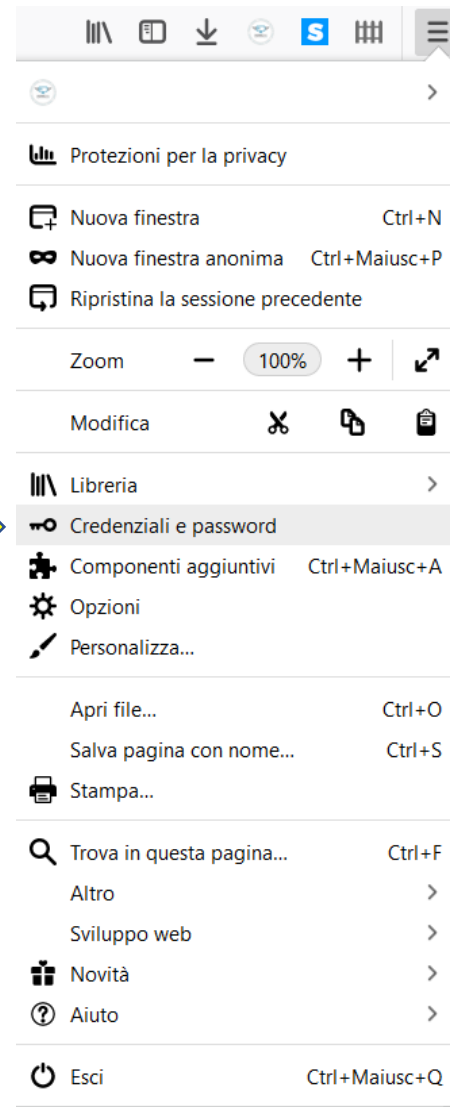 S
Protezioni per la privacy
Nuova finestra Ctrl+N
Nuova finestra anonima Ctrl+Maiusc+P
Ripristina la sessione precedente
Zoom 100%
Modifica
Libreria
Credenziali e password
Componenti aggiuntivi Ctrl+Maiusc+A
Opzioni
Personalizza...
Apri file... Ctrl+O
Salva pagina con nome... Ctrl+S
Stampa...
Trova in questa pagina... Ctrl+F
Altro
Sviluppo web
Novità
Aiuto
Esci Ctrl+Maiusc+Q